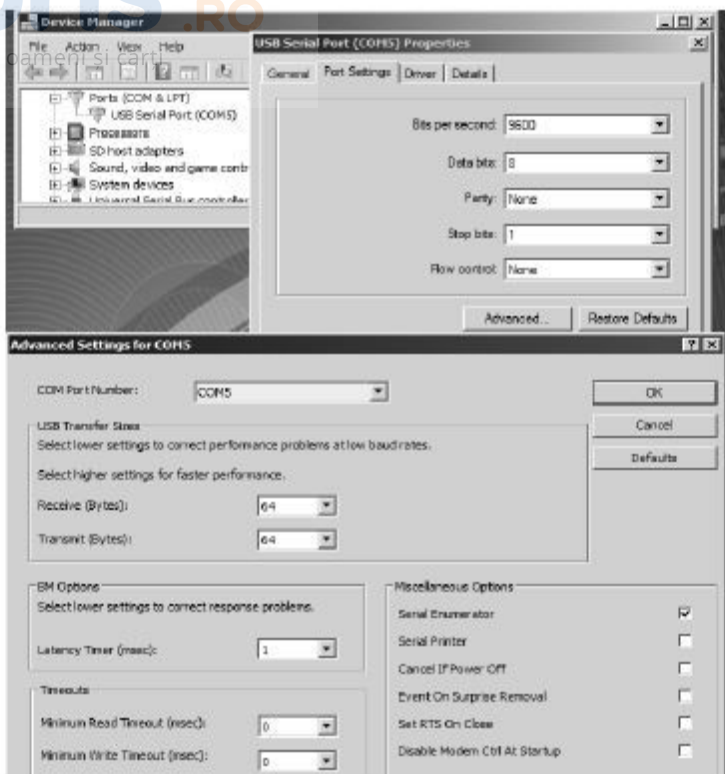 .RO
oameni si carti
Device Manager
File Action View Help
Ports (COM & LPT)
USB Serial Port (COM5)
Processors
SD host adapters
Sound, video and game contr
System devices
Universal Serial Bus controller
USB Serial Port (COM5) Properties
General Port Settings Driver Details
Bits per second: 9600
Data bits: 8
Parity: None
Stop bits: 1
Flow control: None
Advanced... Restore Defaults
Advanced Settings for COM5
COM Port Number: COM5
OK
Cancel
Defaults
USB Transfer Sizes
Select lower settings to correct performance problems at low baud rates.
Select higher settings for faster performance.
Receive (Bytes): 64
Transmit (Bytes): 64
BM Options
Select lower settings to correct response problems.
Latency Timer (msec): 1
Timeouts
Minimum Read Timeout (msec): 0
Minimum Write Timeout (msec): 0
Miscellaneous Options
Serial Enumerator
Serial Printer
Cancel If Power Off
Event On Surprise Removal
Set RTS On Close
Disable Modem Ctrl At Startup